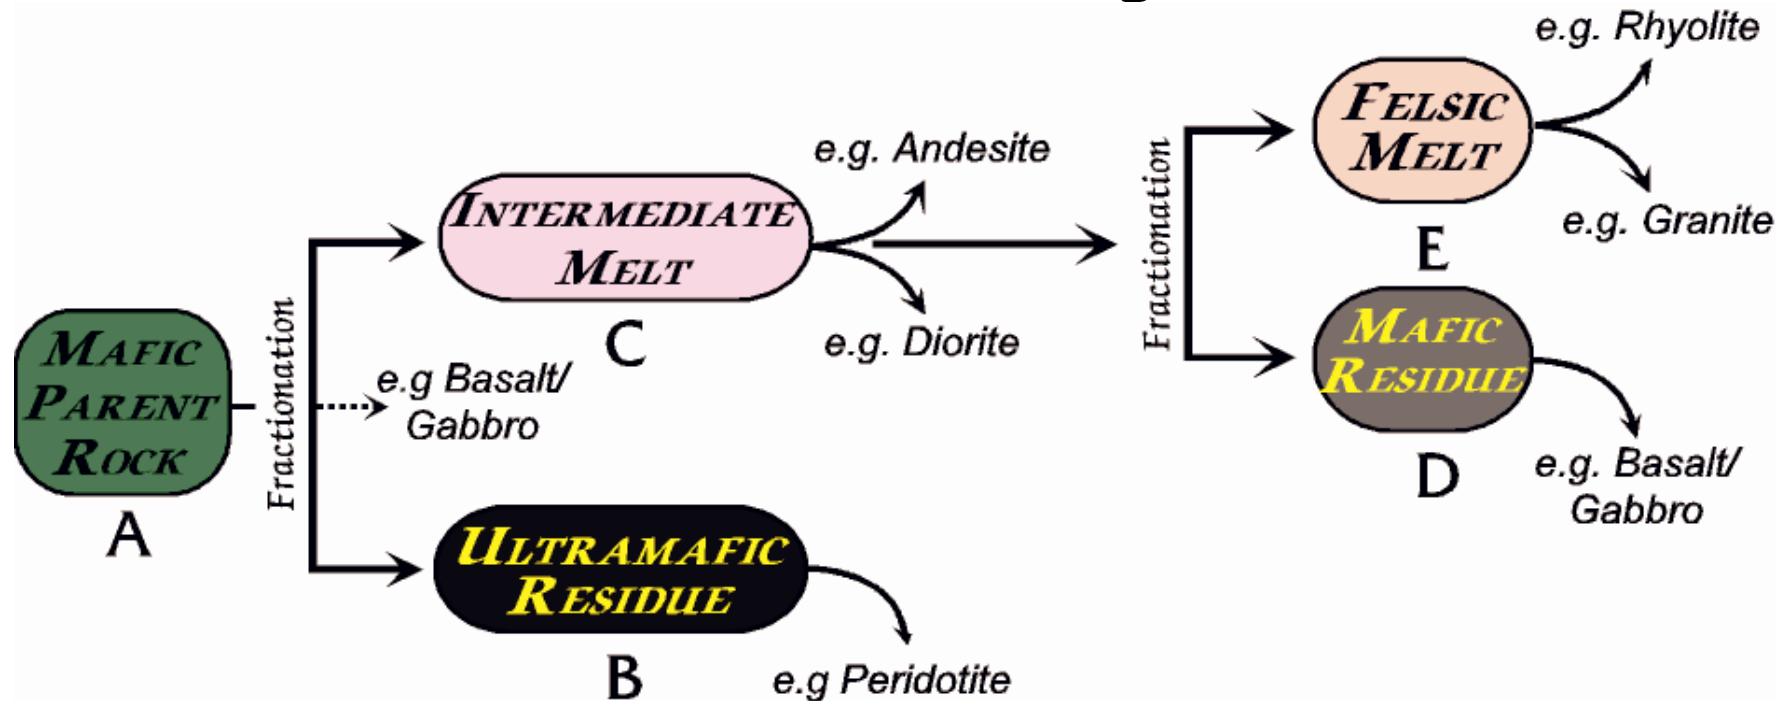 MAFIC
PARENT
ROCK
A
Fractionation
INTERMEDIATE
MELT
C
e.g. Andesite
e.g. Diorite
e.g Basalt/
Gabbro
ULTRAMAFIC
RESIDUE
B
e.g Peridotite
Fractionation
FELSIC
MELT
E
e.g. Rhyolite
e.g. Granite
MAFIC
RESIDUE
D
e.g. Basalt/
Gabbro